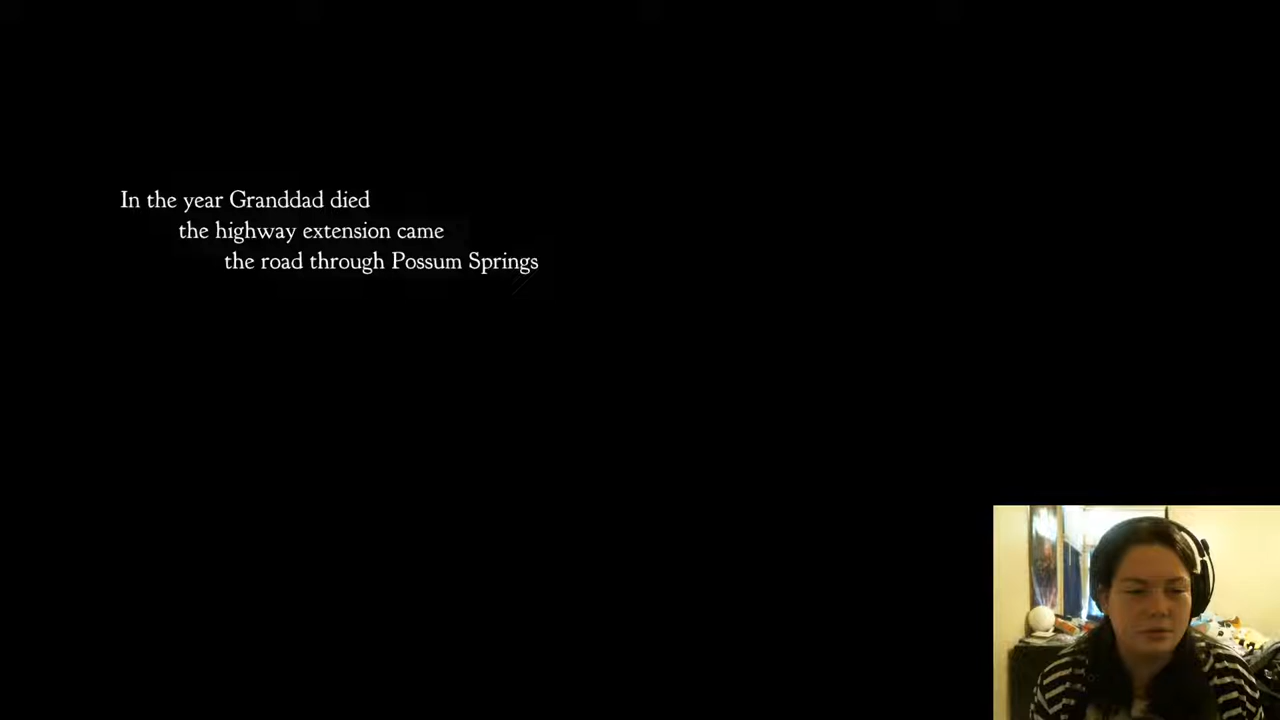 In the year Granddad died
the highway extension came
the road through Possum Springs